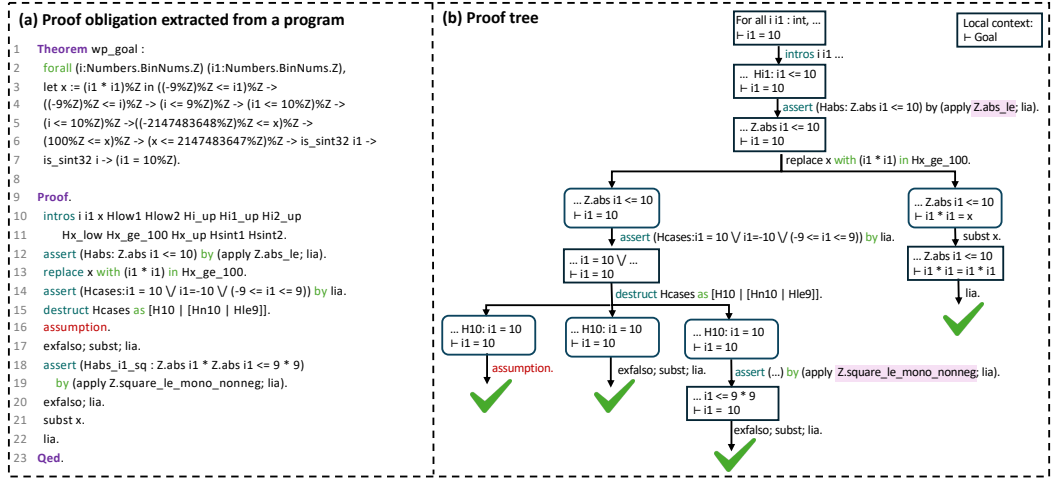 (a) Proof obligation extracted from a program
1 Theorem wp_goal :
2 forall (i:Numbers.BinNums.Z) (i1:Numbers.BinNums.Z),
3 let x := (i1 * i1)%Z in ((-9%Z)%Z <= i1)%Z ->
4 ((-9%Z)%Z <= i)%Z -> (i <= 9%Z)%Z -> (i1 <= 10%Z)%Z ->
5 (i <= 10%Z)%Z ->((-2147483648%Z)%Z <= x)%Z ->
6 (100%Z <= x)%Z -> (x <= 2147483647%Z)%Z -> is_sint32 i1 ->
7 is_sint32 i -> (i1 = 10%Z).
8
9 Proof.
10 intros i i1 x Hlow1 Hlow2 Hi_up Hi1_up Hi2_up
11 Hx_low Hx_ge_100 Hx_up Hsint1 Hsint2.
12 assert (Habs: Z.abs i1 <= 10) by (apply Z.abs_le; lia).
13 replace x with (i1 * i1) in Hx_ge_100.
14 assert (Hcases:i1 = 10 \/ i1=-10 \/ (-9 <= i1 <= 9)) by lia.
15 destruct Hcases as [H10 | [Hn10 | Hle9]].
16 assumption.
17 exfalso; subst; lia.
18 assert (Habs_i1_sq : Z.abs i1 * Z.abs i1 <= 9 * 9)
19 by (apply Z.square_le_mono_nonneg; lia).
20 exfalso; lia.
21 subst x.
22 lia.
23 Qed.
(b) Proof tree
Local context:
⊢ Goal
For all i i1 : int, ...
⊢ i1 = 10
intros i i1 ...
... Hi1: i1 <= 10
⊢ i1 = 10
assert (Habs: Z.abs i1 <= 10) by (apply Z.abs_le; lia).
... Z.abs i1 <= 10
⊢ i1 = 10
replace x with (i1 * i1) in Hx_ge_100.
... Z.abs i1 <= 10
⊢ i1 = 10
... Z.abs i1 <= 10
⊢ i1 * i1 = x
assert (Hcases:i1 = 10 \/ i1=-10 \/ (-9 <= i1 <= 9)) by lia.
subst x.
... i1 = 10 \/ ...
⊢ i1 = 10
... Z.abs i1 <= 10
⊢ i1 * i1 = i1 * i1
destruct Hcases as [H10 | [Hn10 | Hle9]].
lia.
... H10: i1 = 10
⊢ i1 = 10
... H10: i1 = 10
⊢ i1 = 10
... H10: i1 = 10
⊢ i1 = 10
assumption.
exfalso; subst; lia.
assert (...) by (apply Z.square_le_mono_nonneg; lia).
... i1 <= 9 * 9
⊢ i1 = 10
exfalso; subst; lia.